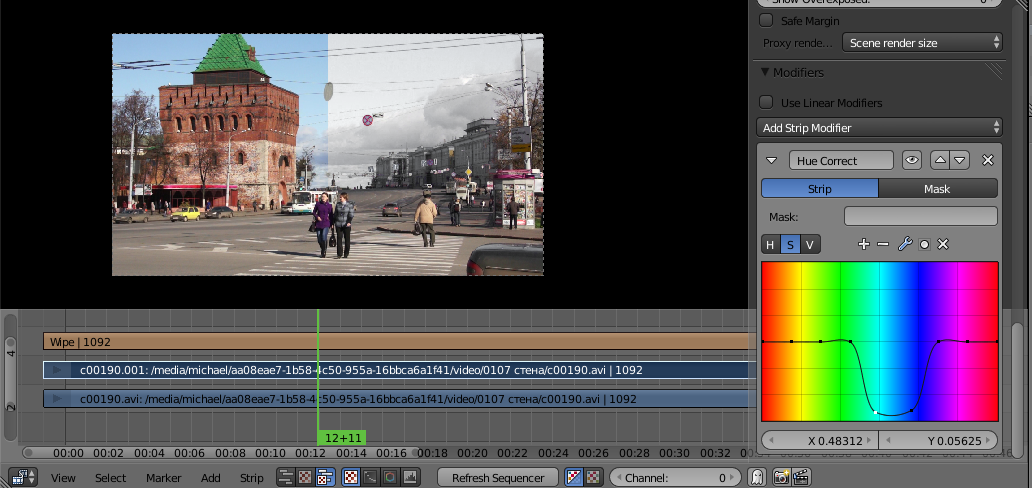 Show Overexposed: 0
Safe Margin
Proxy rende... Scene render size
Modifiers
Use Linear Modifiers
Add Strip Modifier
Hue Correct
Strip Mask
Mask:
H S V
X 0.48312 Y 0.05625
Wipe | 1092
4
c00190.001: /media/michael/aa08eae7-1b58-4c50-955a-16bbca6a1f41/video/0107 стена/c00190.avi | 1092
c00190.avi: /media/michael/aa08eae7-1b58-4c50-955a-16bbca6a1f41/video/0107 стена/c00190.avi | 1092
2
12+11
00:00 00:02 00:04 00:06 00:08 00:10 00:12 00:14 00:16 00:18 00:20 00:22 00:24 00:26 00:28 00:30 00:32
View Select Marker Add Strip Refresh Sequencer Channel: 0